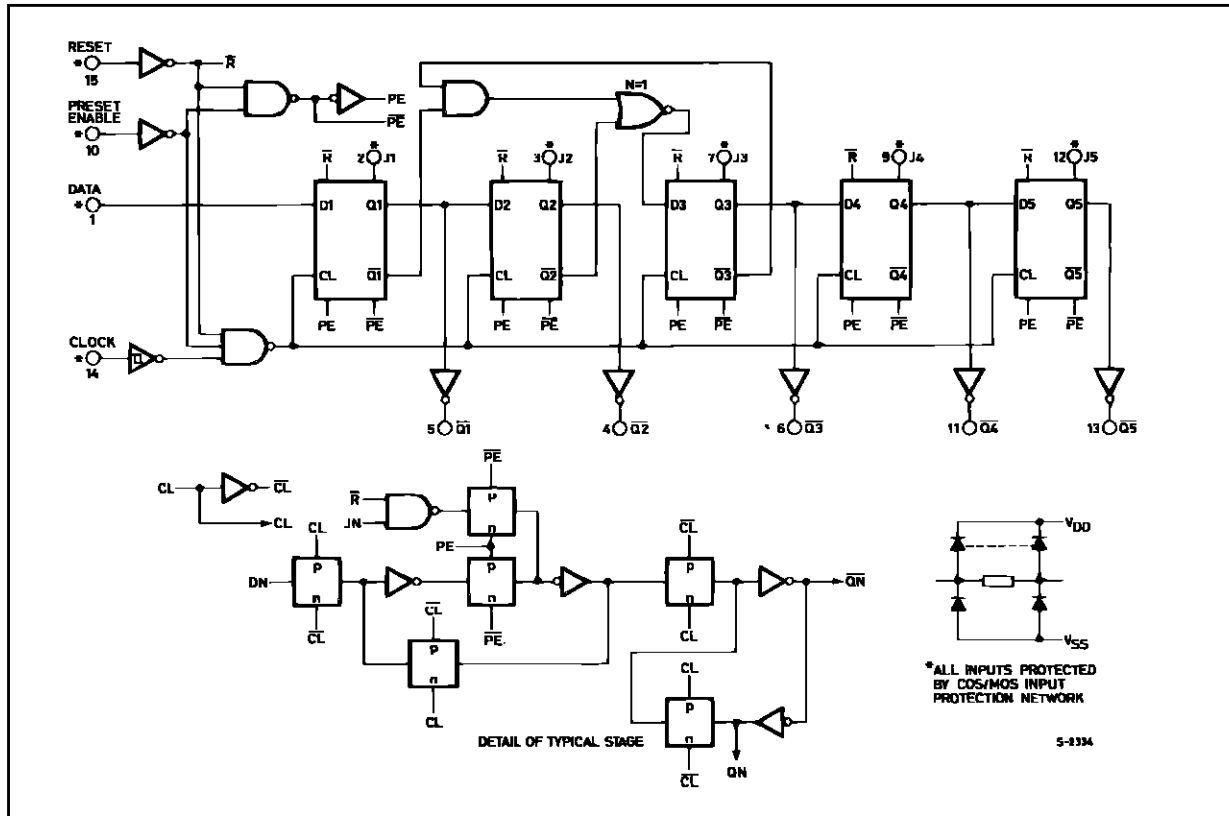 RESET
* 15
R̅
PRESET
ENABLE
* 10
PE
P̅E̅
N=1
DATA
* 1
R̅ 2 * J1
D1 Q1
CL Q̅1̅
PE P̅E̅
R̅ 3 * J2
D2 Q2
CL Q̅2̅
PE P̅E̅
R̅ 7 * J3
D3 Q3
CL Q̅3̅
PE P̅E̅
R̅ 9 * J4
D4 Q4
CL Q̅4̅
PE P̅E̅
R̅ 12 * J5
D5 Q5
CL Q̅5̅
PE P̅E̅
CLOCK
* 14
5 Q̅1̅
4 Q̅2̅
6 Q̅3̅
11 Q̅4̅
13 Q̅5̅
CL C̅L̅
CL
R̅
JN
P̅E̅
p
n
PE
DN
CL
p
n
C̅L̅
p
n
P̅E̅
C̅L̅
p
n
CL
C̅L̅
p
n
CL
Q̅N̅
CL
p
n
C̅L̅
QN
DETAIL OF TYPICAL STAGE
VDD
VSS
*ALL INPUTS PROTECTED
BY COS/MOS INPUT
PROTECTION NETWORK
S-2334